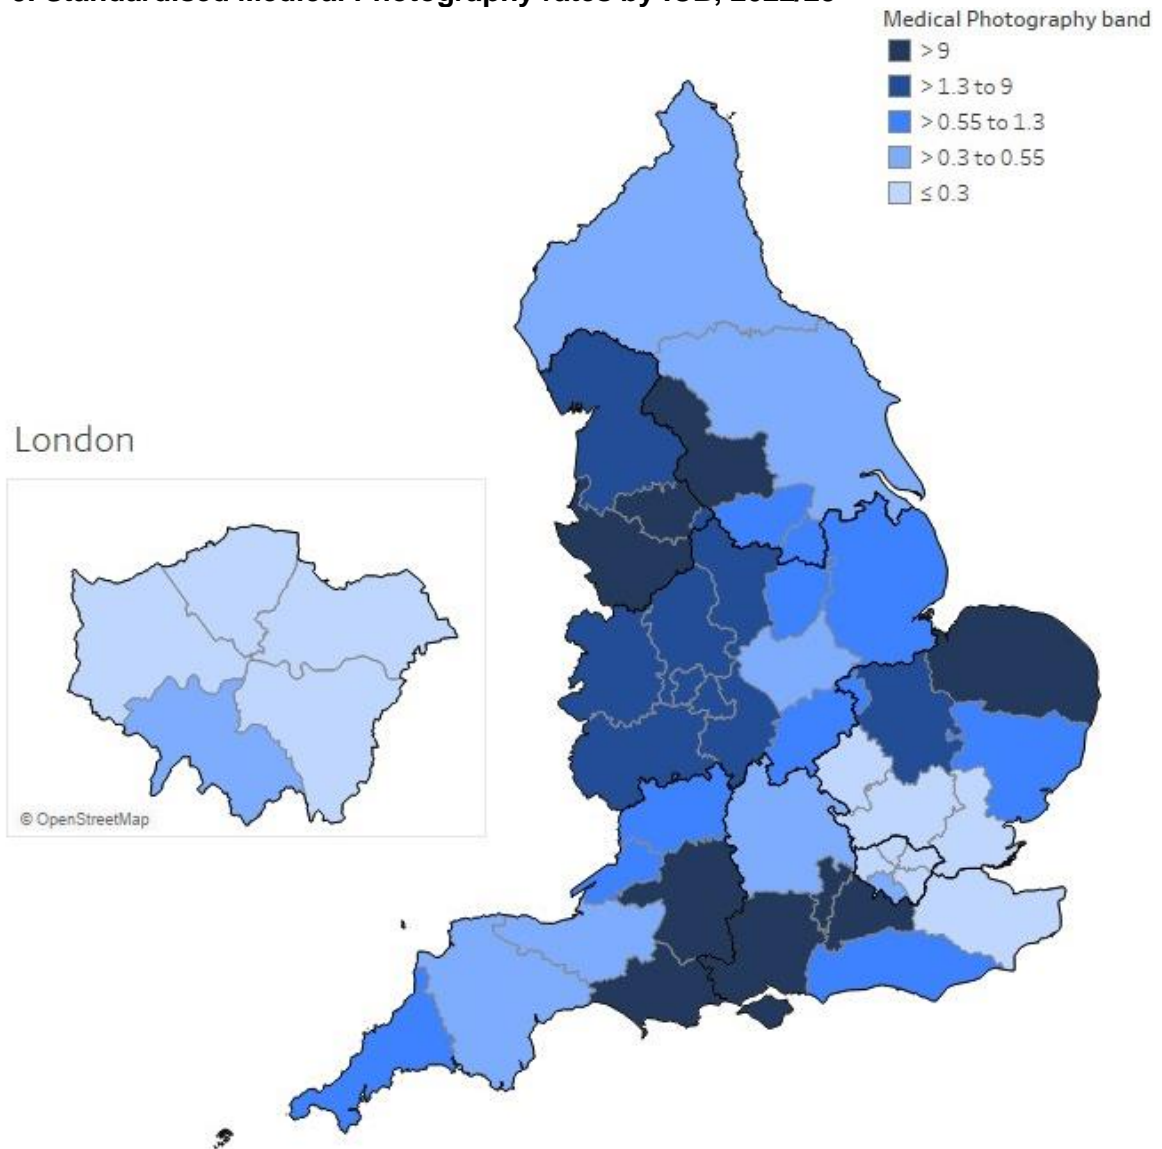 Medical Photography band
> 9
> 1.3 to 9
> 0.55 to 1.3
> 0.3 to 0.55
≤ 0.3
London
© OpenStreetMap